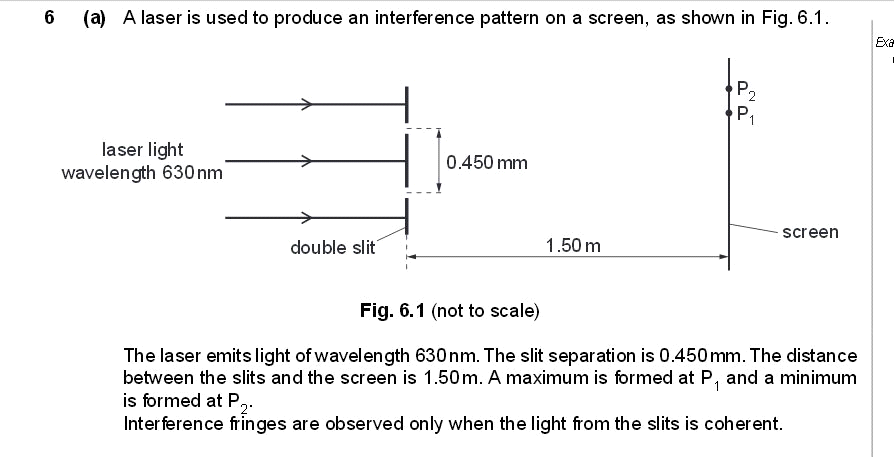 6 (a) A laser is used to produce an interference pattern on a screen, as shown in Fig. 6.1.
Exa
P2
P1
laser light
wavelength 630 nm
0.450 mm
screen
double slit
1.50 m
Fig. 6.1 (not to scale)
The laser emits light of wavelength 630 nm. The slit separation is 0.450 mm. The distance
between the slits and the screen is 1.50 m. A maximum is formed at P1 and a minimum
is formed at P2.
Interference fringes are observed only when the light from the slits is coherent.